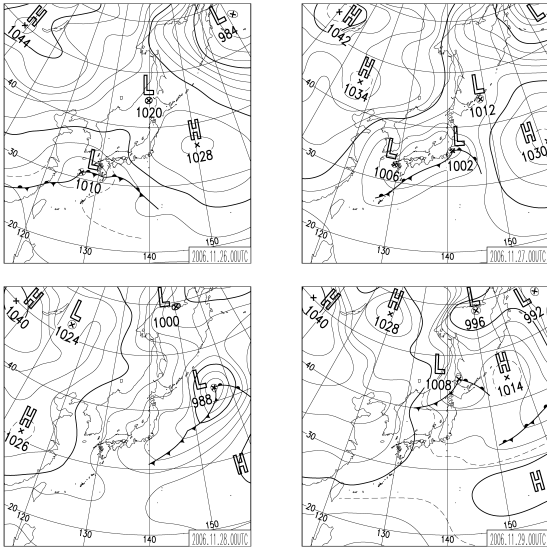 H
1044
L
984
L
1020
H
1028
L
1010
40
30
20
120
130
140
150
2006.11.26.00UTC
H
1042
H
1034
L
L
1012
L
1002
L
1006
H
1030
40
30
20
120
130
140
150
2006.11.27.00UTC
H
1040
L
1024
L
1000
L
988
H
1026
H
40
30
20
120
130
140
150
2006.11.28.00UTC
H
1040
H
1028
L
996
L
992
L
1008
H
1014
H
40
30
20
120
130
140
150
2006.11.29.00UTC